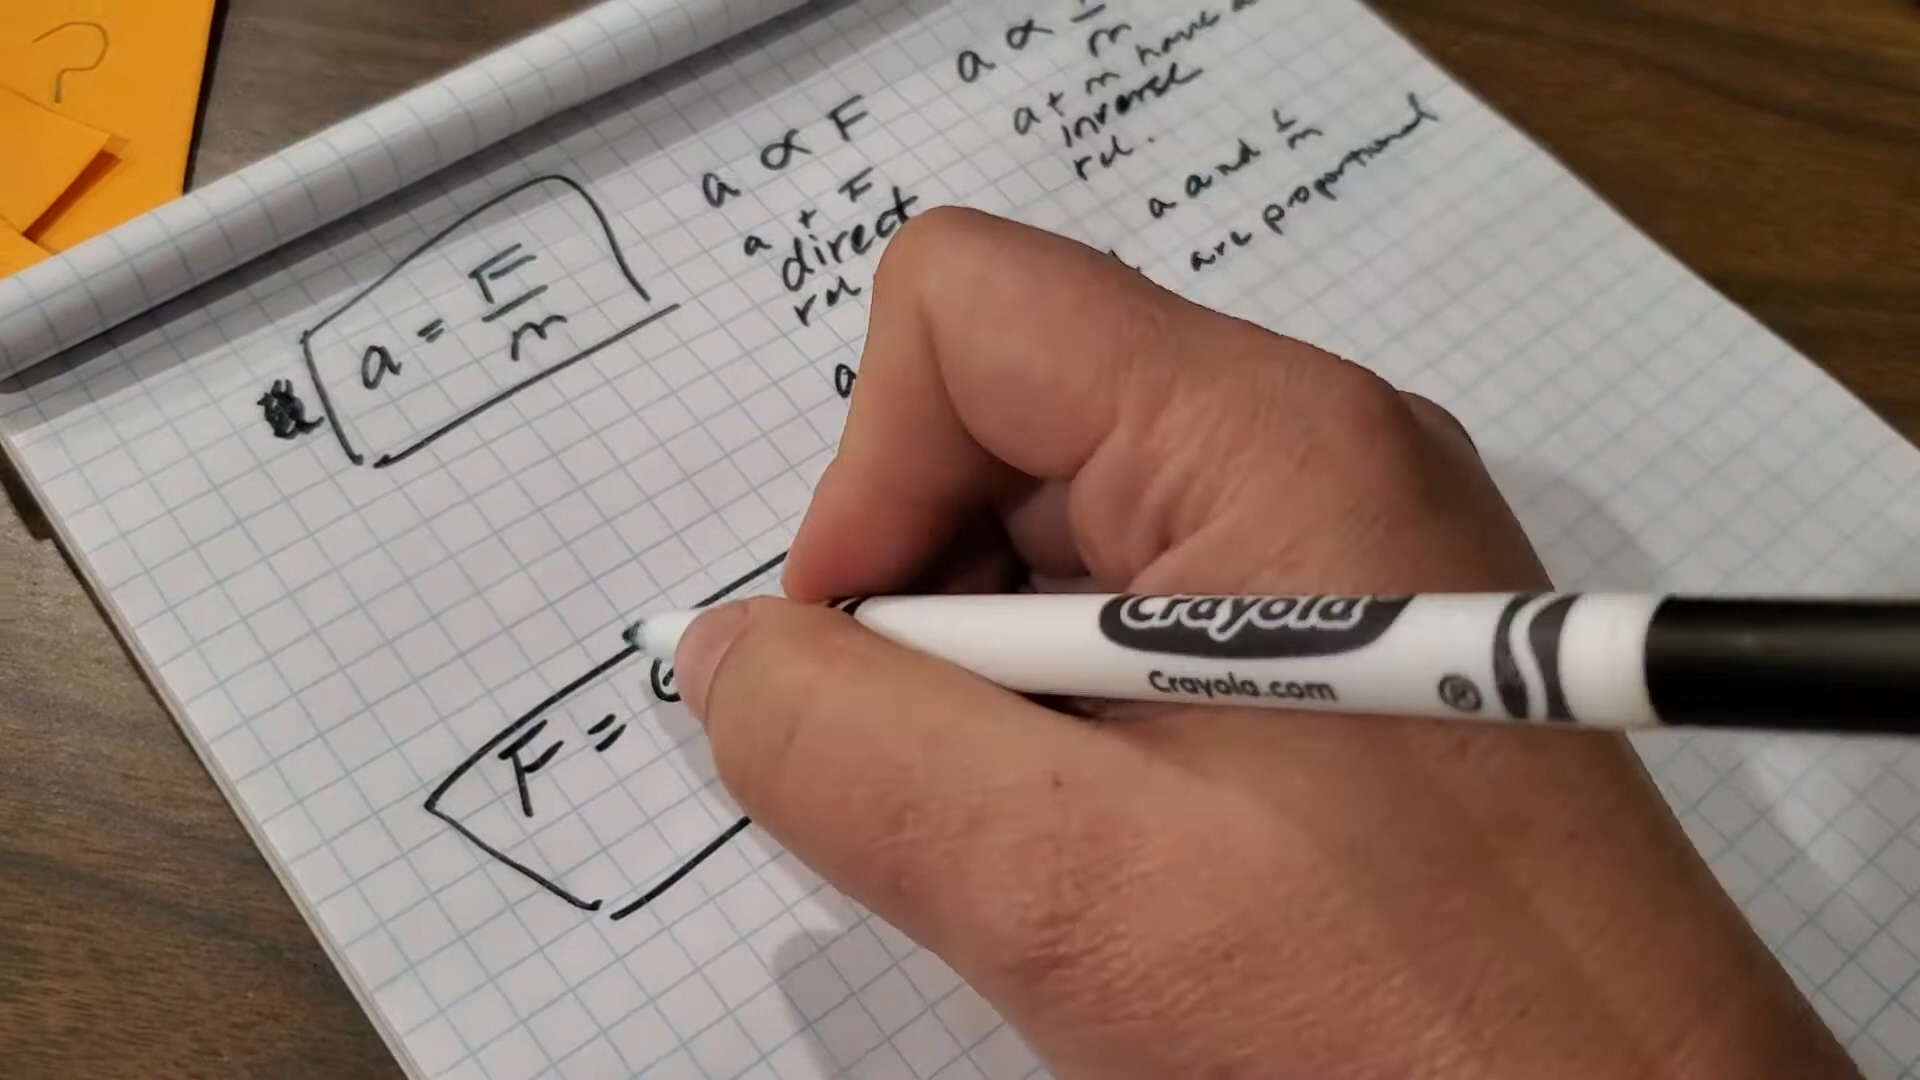 ?
a ∝ 1/m
a + m have a
inverse
rel.
a and 1/m
are proportional
a ∝ F
a + F
direct
rel
a = F/m
a
F =
Crayola
Crayola.com